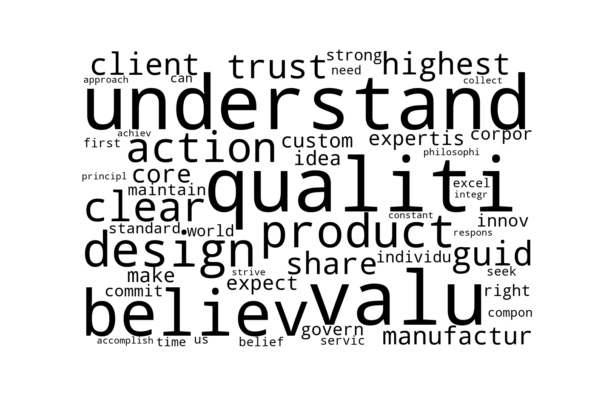 client trust strong highest
approach can need collect
understand
first achiev action custom expertis corpor
idea philosophi
principl core qualiti excel
maintain integr
clear constant innov
standard world product respons
design share individu guid
make strive expect seek
commit believ valu right
compon
govern manufactur
accomplish time us belief servic